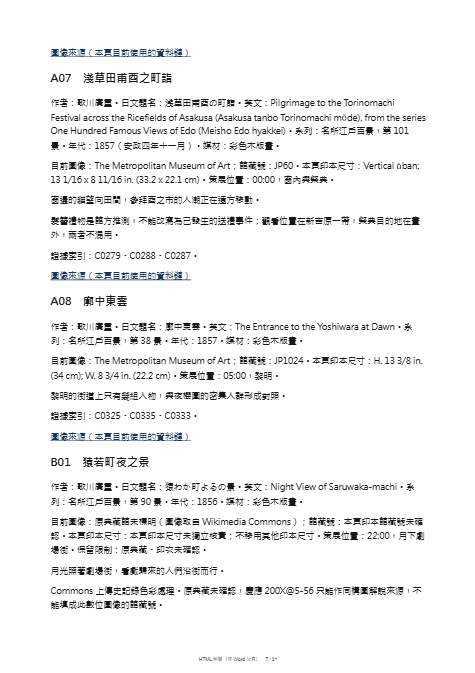 圖像來源（本頁目前使用的資料鏈）
A07　淺草田甫酉之町詣
作者：歌川廣重。日文題名：浅草田甫酉の町詣。英文：Pilgrimage to the Torinomachi
Festival across the Ricefields of Asakusa (Asakusa tanbo Torinomachi mōde), from the series
One Hundred Famous Views of Edo (Meisho Edo hyakkei)。系列：名所江戶百景，第 101
景。年代：1857（安政四年十一月）。媒材：彩色木版畫。
目前圖像：The Metropolitan Museum of Art；館藏號：JP60。本頁印本尺寸：Vertical ōban;
13 1/16 x 8 11/16 in. (33.2 x 22.1 cm)。策展位置：00:00，窗內與祭典。
窗邊的貓望向田間，參拜酉之市的人潮正在遠方移動。
髮簪禮物是館方推測，不能改寫為已發生的送禮事件；觀看位置在新吉原一帶，祭典目的地在畫
外，兩者不混用。
證據索引：C0279、C0288、C0287。
圖像來源（本頁目前使用的資料鏈）
A08　廓中東雲
作者：歌川廣重。日文題名：廓中東雲。英文：The Entrance to the Yoshiwara at Dawn。系
列：名所江戶百景，第 38 景。年代：1857。媒材：彩色木版畫。
目前圖像：The Metropolitan Museum of Art；館藏號：JP1024。本頁印本尺寸：H. 13 3/8 in.
(34 cm); W. 8 3/4 in. (22.2 cm)。策展位置：05:00，黎明。
黎明的街道上只有幾組人物，與夜櫻圖的密集人群形成對照。
證據索引：C0325、C0335、C0333。
圖像來源（本頁目前使用的資料鏈）
B01　猿若町夜之景
作者：歌川廣重。日文題名：猿わか町よるの景。英文：Night View of Saruwaka-machi。系
列：名所江戶百景，第 90 景。年代：1856。媒材：彩色木版畫。
目前圖像：原典藏館未標明（圖像取自 Wikimedia Commons）；館藏號：本頁印本館藏號未確
認。本頁印本尺寸：本頁印本尺寸未獨立核實；不移用其他印本尺寸。策展位置：22:00，月下劇
場街。保留限制：原典藏、印次未確認。
月光照著劇場街，看戲歸來的人們沿街而行。
Commons 上傳史記錄色彩處理。原典藏未確認，慶應 200X@5-56 只能作同構圖解說來源，不
能填成此數位圖像的館藏號。
HTML 參照（非 Word 分頁）　7 / 21